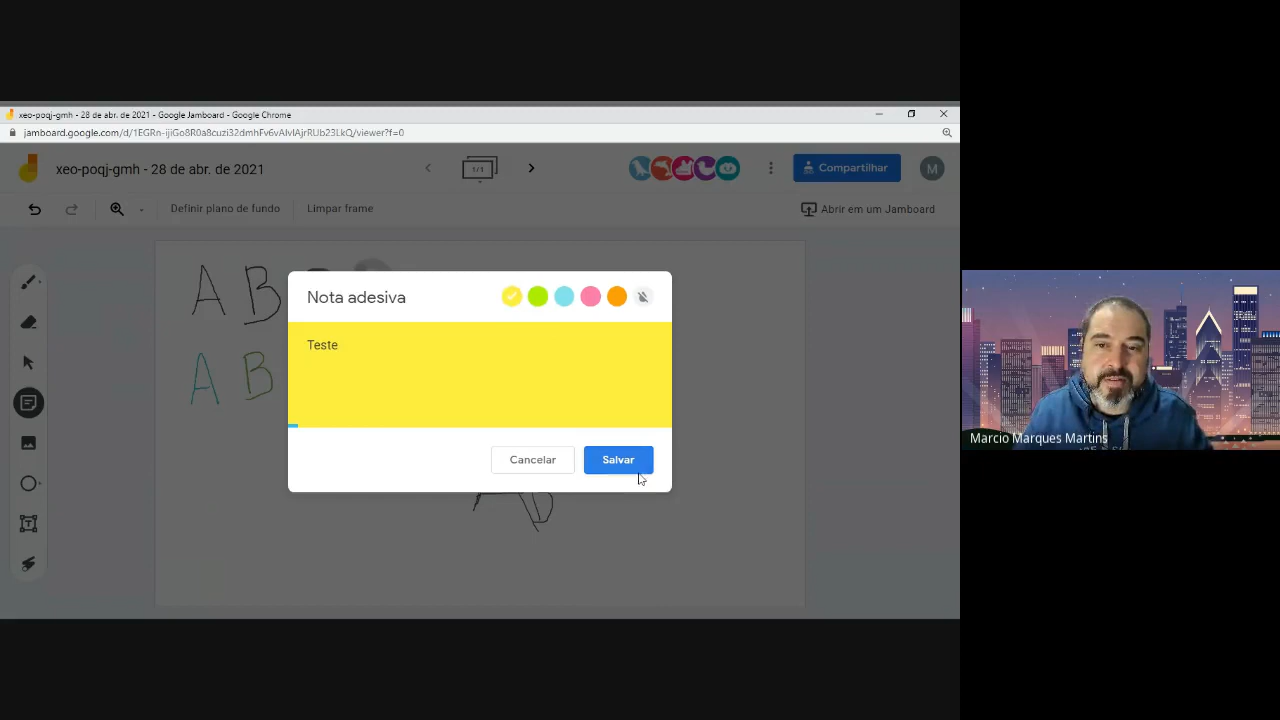 xeo-poqj-gmh - 28 de abr. de 2021 - Google Jamboard - Google Chrome
jamboard.google.com/d/1EGRn-ijiGo8R0a8cuzi32dmhFv6vAlvlAjrRUb23LkQ/viewer?f=0
xeo-poqj-gmh - 28 de abr. de 2021
1/1
Compartilhar
M
Definir plano de fundo
Limpar frame
Abrir em um Jamboard
A B
Nota adesiva
Teste
A B
Cancelar
Salvar
AB
Marcio Marques Martins